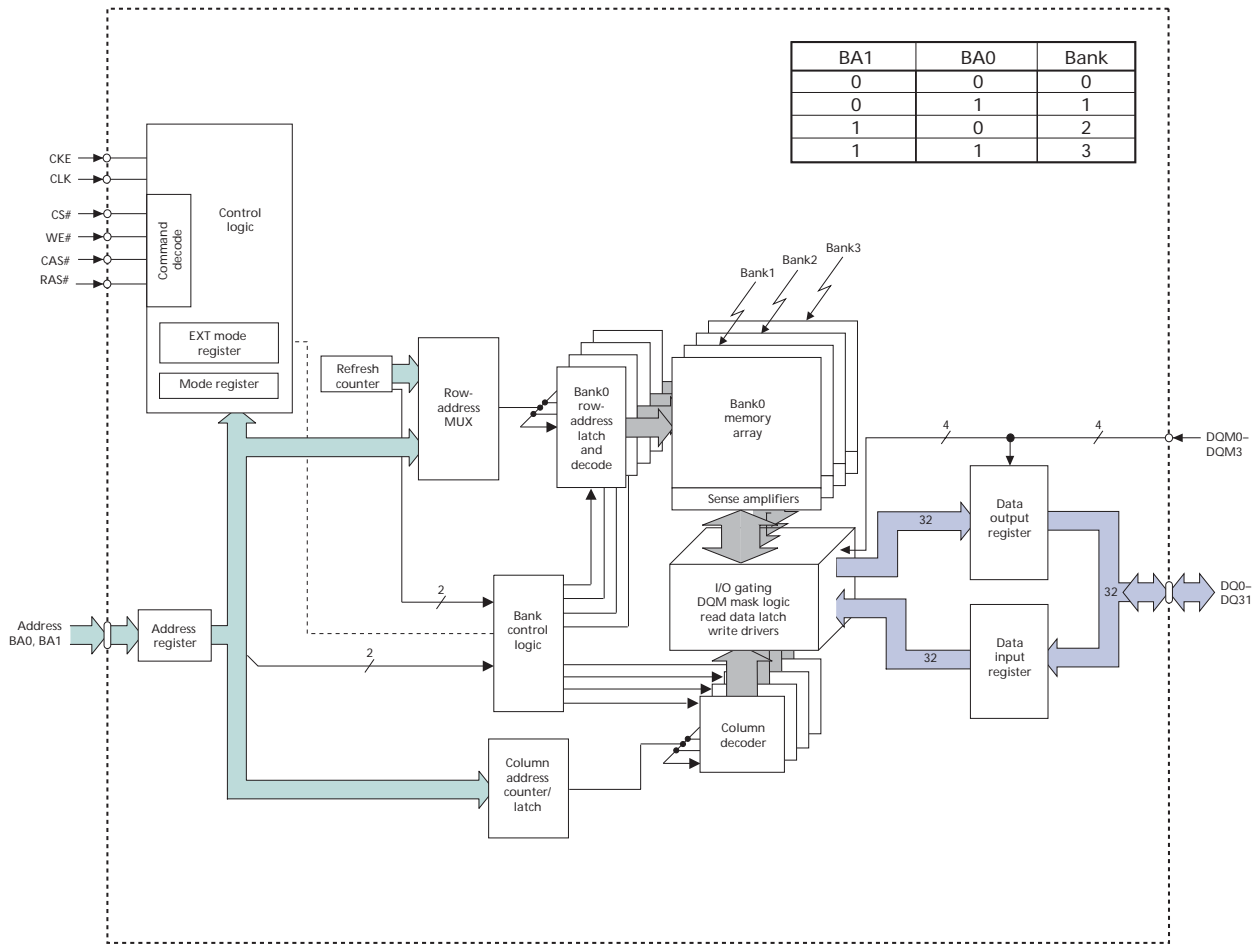 BA1 BA0 Bank
0 0 0
0 1 1
1 0 2
1 1 3
CKE
CLK
CS#
WE#
CAS#
RAS#
Control
logic
Command
decode
EXT mode
register
Mode register
Refresh
counter
Row-
address
MUX
Bank0
row-
address
latch
and
decode
Bank1
Bank2
Bank3
Bank0
memory
array
Sense amplifiers
4
4
DQM0–
DQM3
Data
output
register
32
I/O gating
DQM mask logic
read data latch
write drivers
32
DQ0–
DQ31
32
Data
input
register
2
Bank
control
logic
2
Address
BA0, BA1
Address
register
Column
decoder
Column
address
counter/
latch